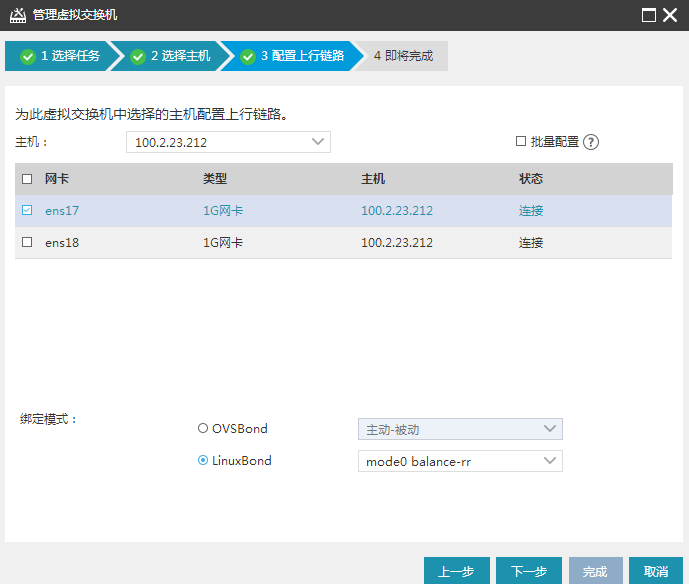 管理虚拟交换机
1 选择任务 2 选择主机 3 配置上行链路 4 即将完成
为此虚拟交换机中选择的主机配置上行链路。
主机： 100.2.23.212 批量配置 ?
网卡 类型 主机 状态
ens17 1G网卡 100.2.23.212 连接
ens18 1G网卡 100.2.23.212 连接
绑定模式： OVSBond 主动-被动
LinuxBond mode0 balance-rr
上一步 下一步 完成 取消